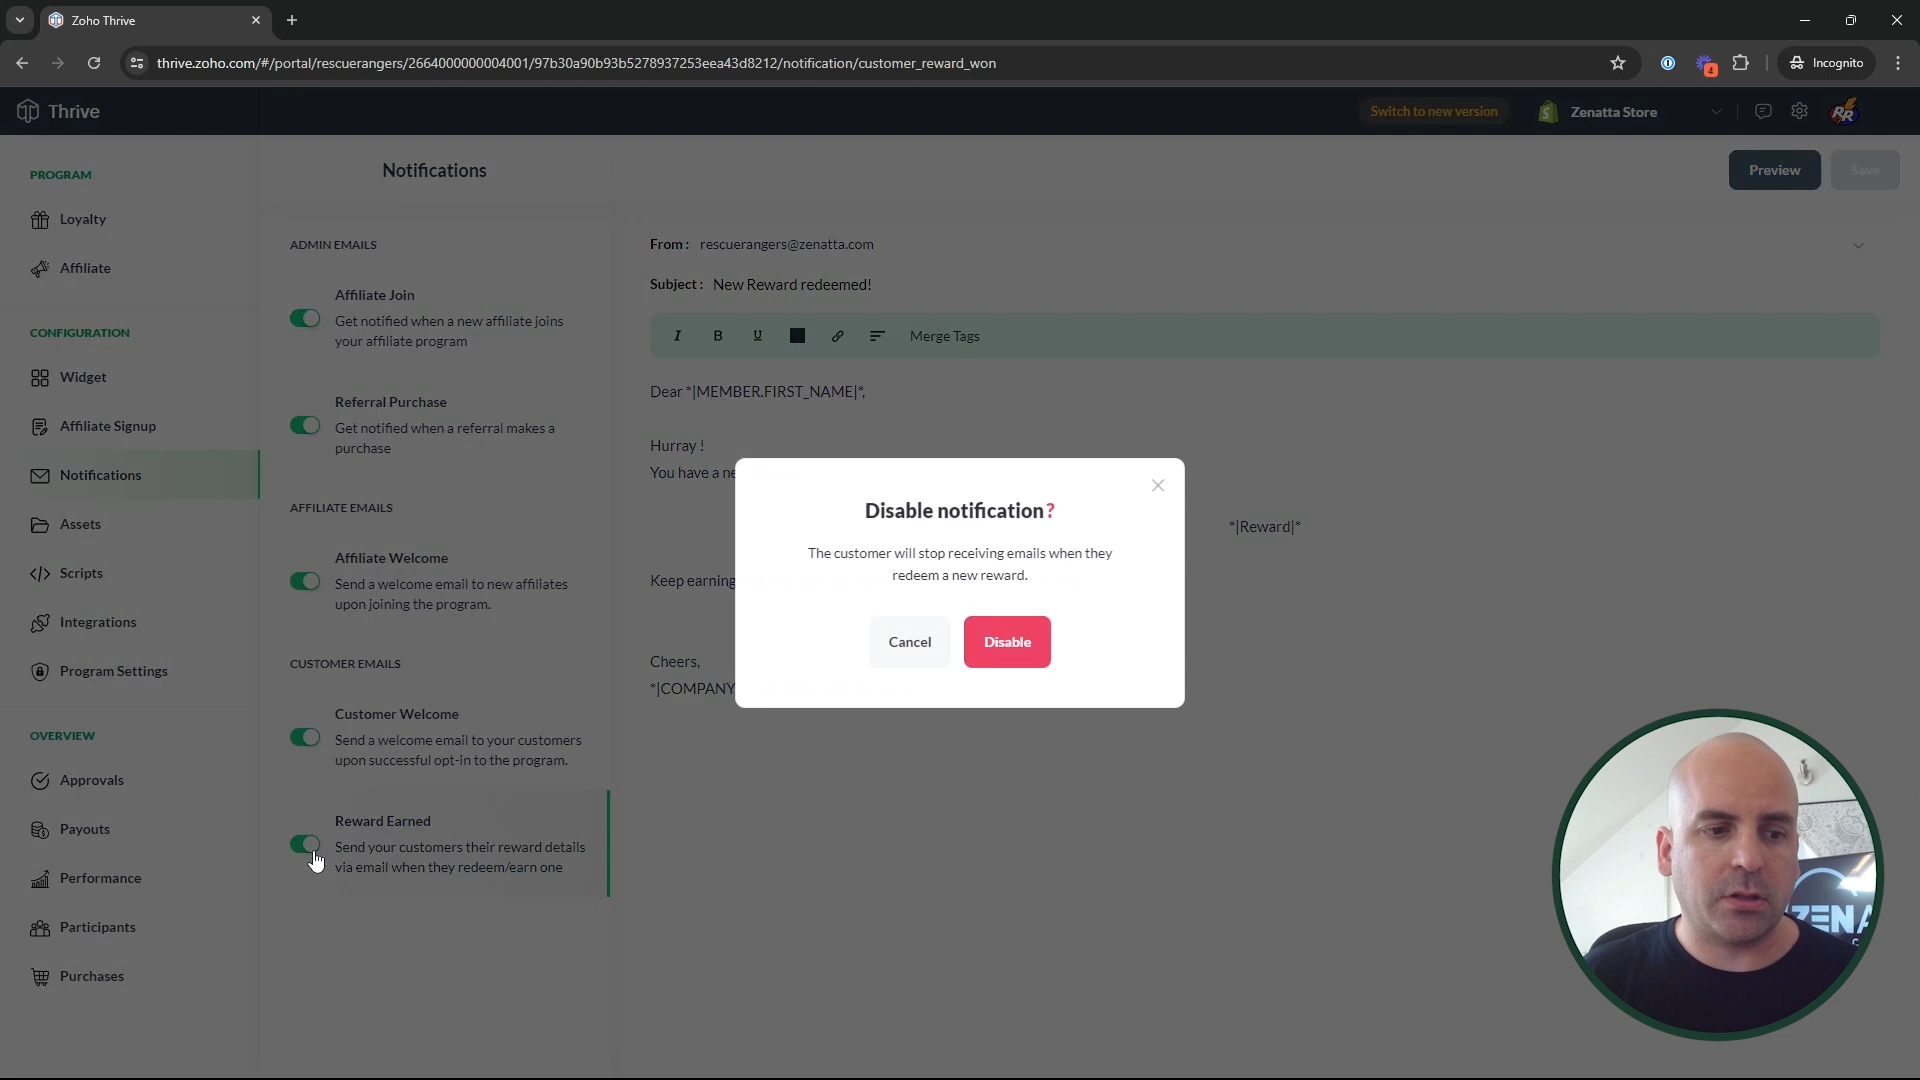 Zoho Thrive
thrive.zoho.com/#/portal/rescuerangers/2664000000004001/97b30a90b93b5278937253eea43d8212/notification/customer_reward_won
4
Incognito
Thrive
Switch to new version
Zenatta Store
RR
PROGRAM
Loyalty
Affiliate
CONFIGURATION
Widget
Affiliate Signup
Notifications
Assets
Scripts
Integrations
Program Settings
OVERVIEW
Approvals
Payouts
Performance
Participants
Purchases
Notifications
Preview
Save
ADMIN EMAILS
Affiliate Join
Get notified when a new affiliate joins
your affiliate program
Referral Purchase
Get notified when a referral makes a
purchase
AFFILIATE EMAILS
Affiliate Welcome
Send a welcome email to new affiliates
upon joining the program.
CUSTOMER EMAILS
Customer Welcome
Send a welcome email to your customers
upon successful opt-in to the program.
Reward Earned
Send your customers their reward details
via email when they redeem/earn one
From : rescuerangers@zenatta.com
Subject : New Reward redeemed!
I B U Merge Tags
Dear *|MEMBER.FIRST_NAME|*,
Hurray !
You have a ne
*|Reward|*
Keep earning
Cheers,
*|COMPANY
Disable notification?
The customer will stop receiving emails when they
redeem a new reward.
Cancel
Disable
ZENA
C